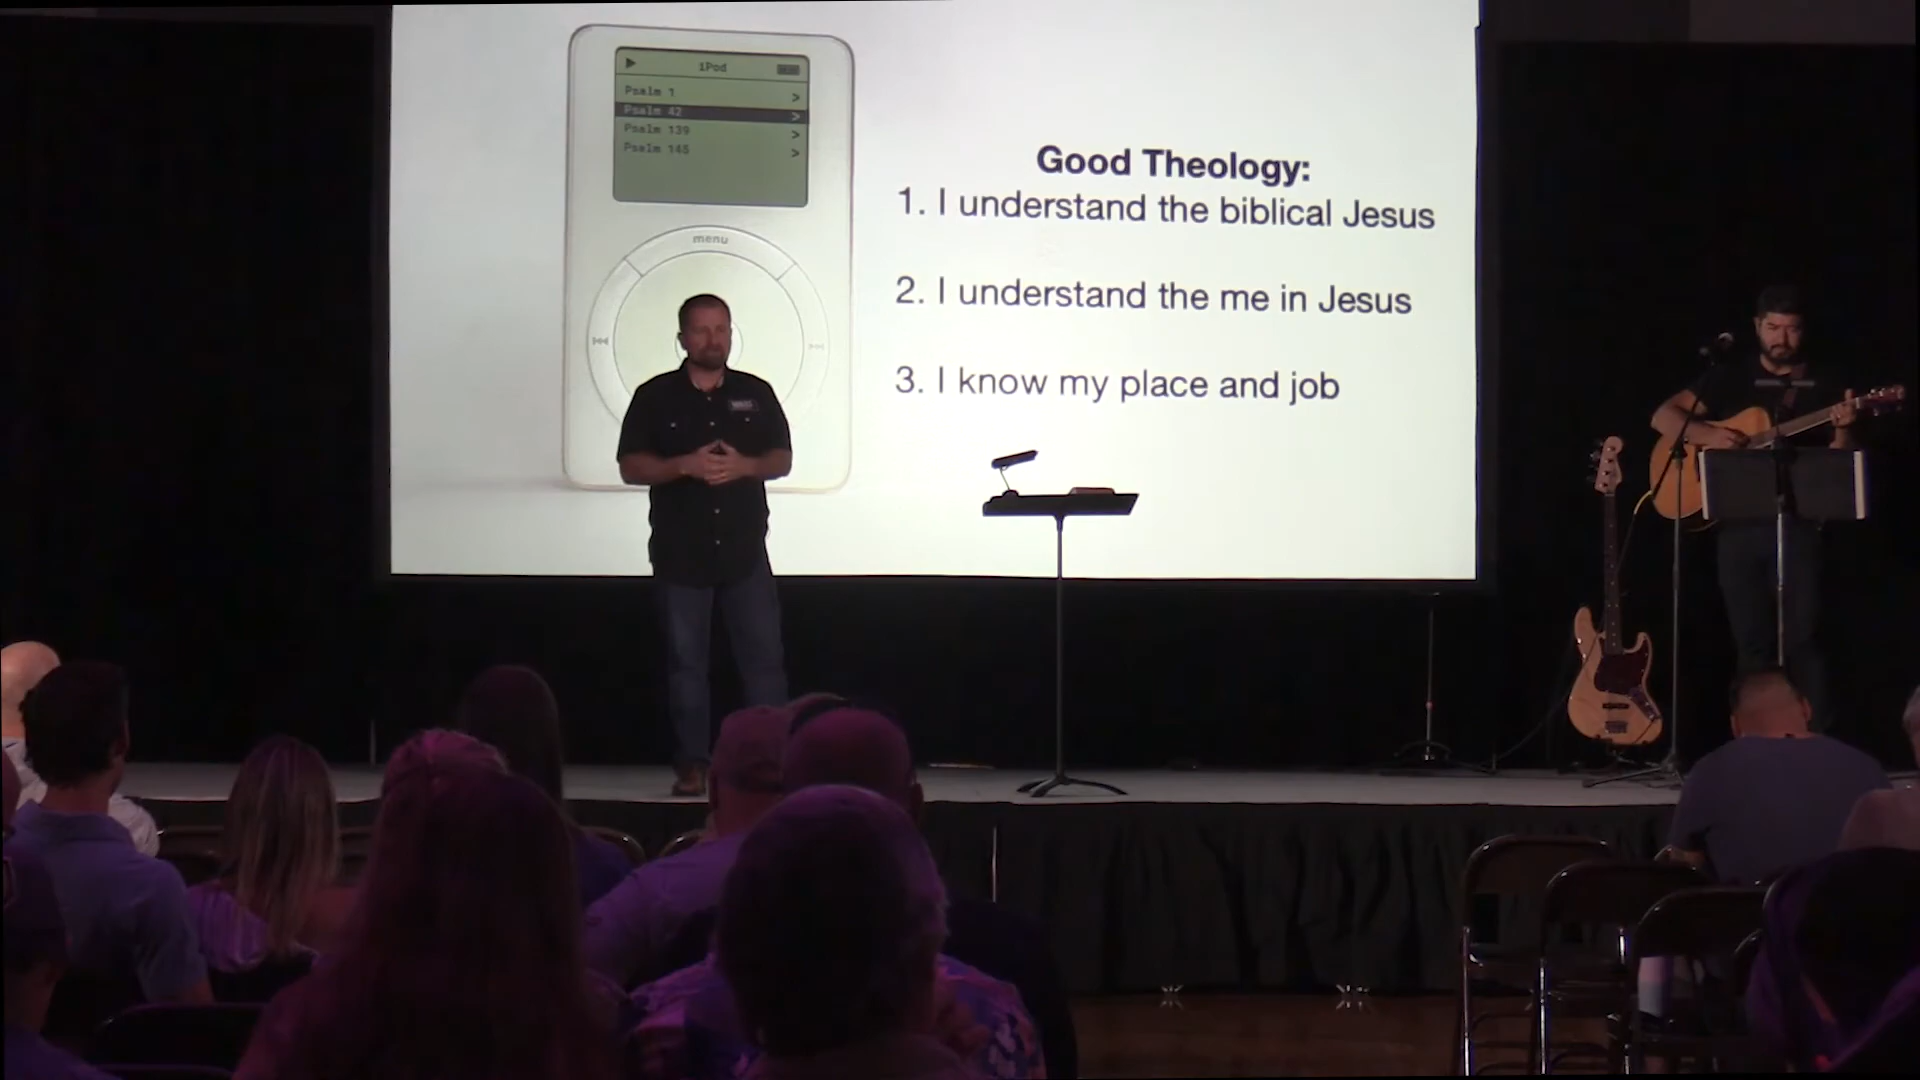 iPod
Psalm 1 >
Psalm 42 >
Psalm 139 >
Psalm 145 >
menu
Good Theology:
1. I understand the biblical Jesus
2. I understand the me in Jesus
3. I know my place and job